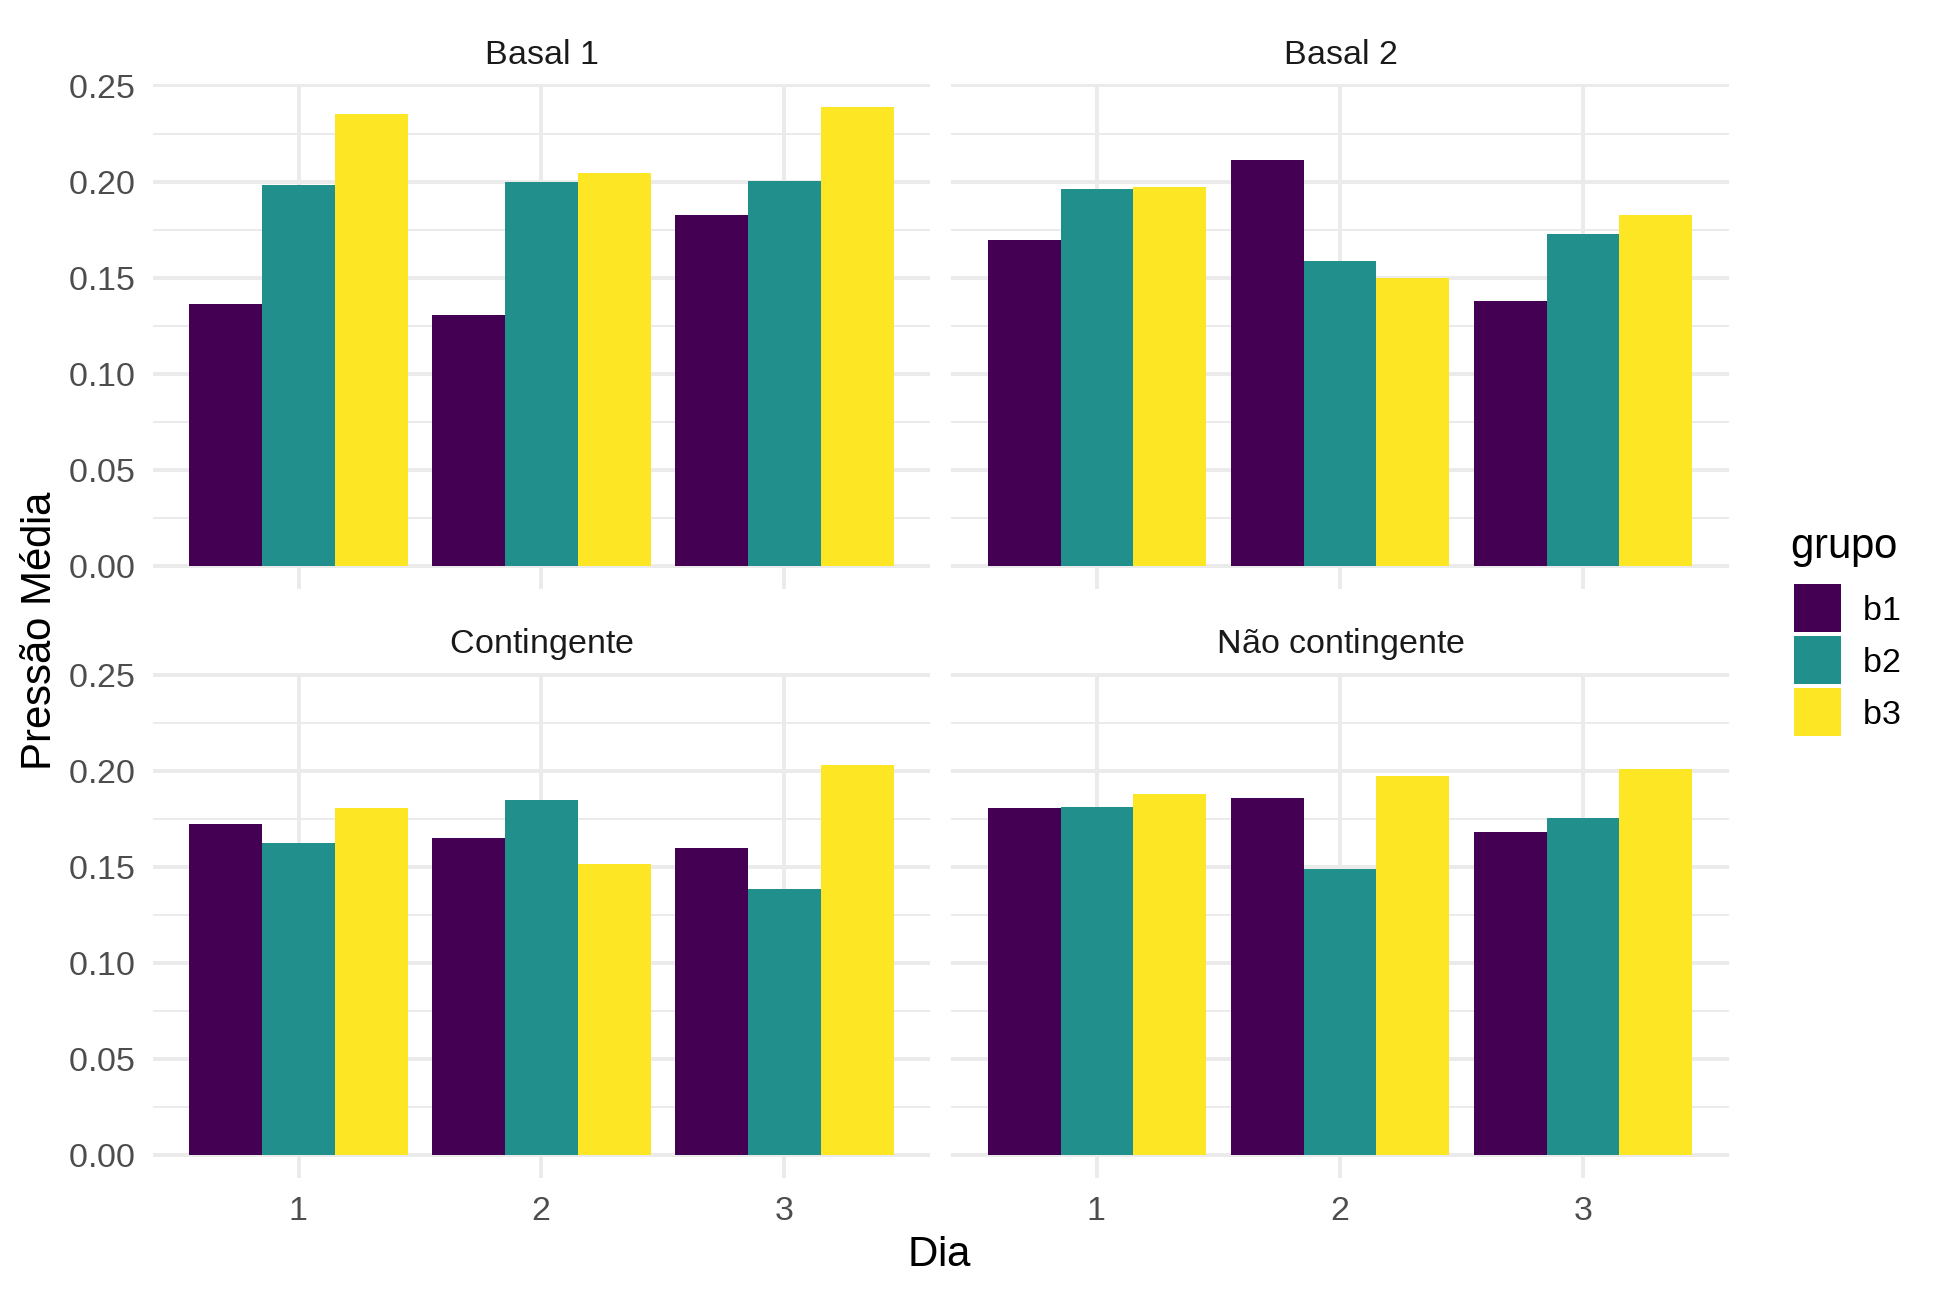 Basal 1
Basal 2
0.25
0.20
0.15
0.10
0.05
0.00
Contingente
Não contingente
0.25
0.20
0.15
0.10
0.05
0.00
1
2
3
1
2
3
Dia
Pressão Média
grupo
b1
b2
b3